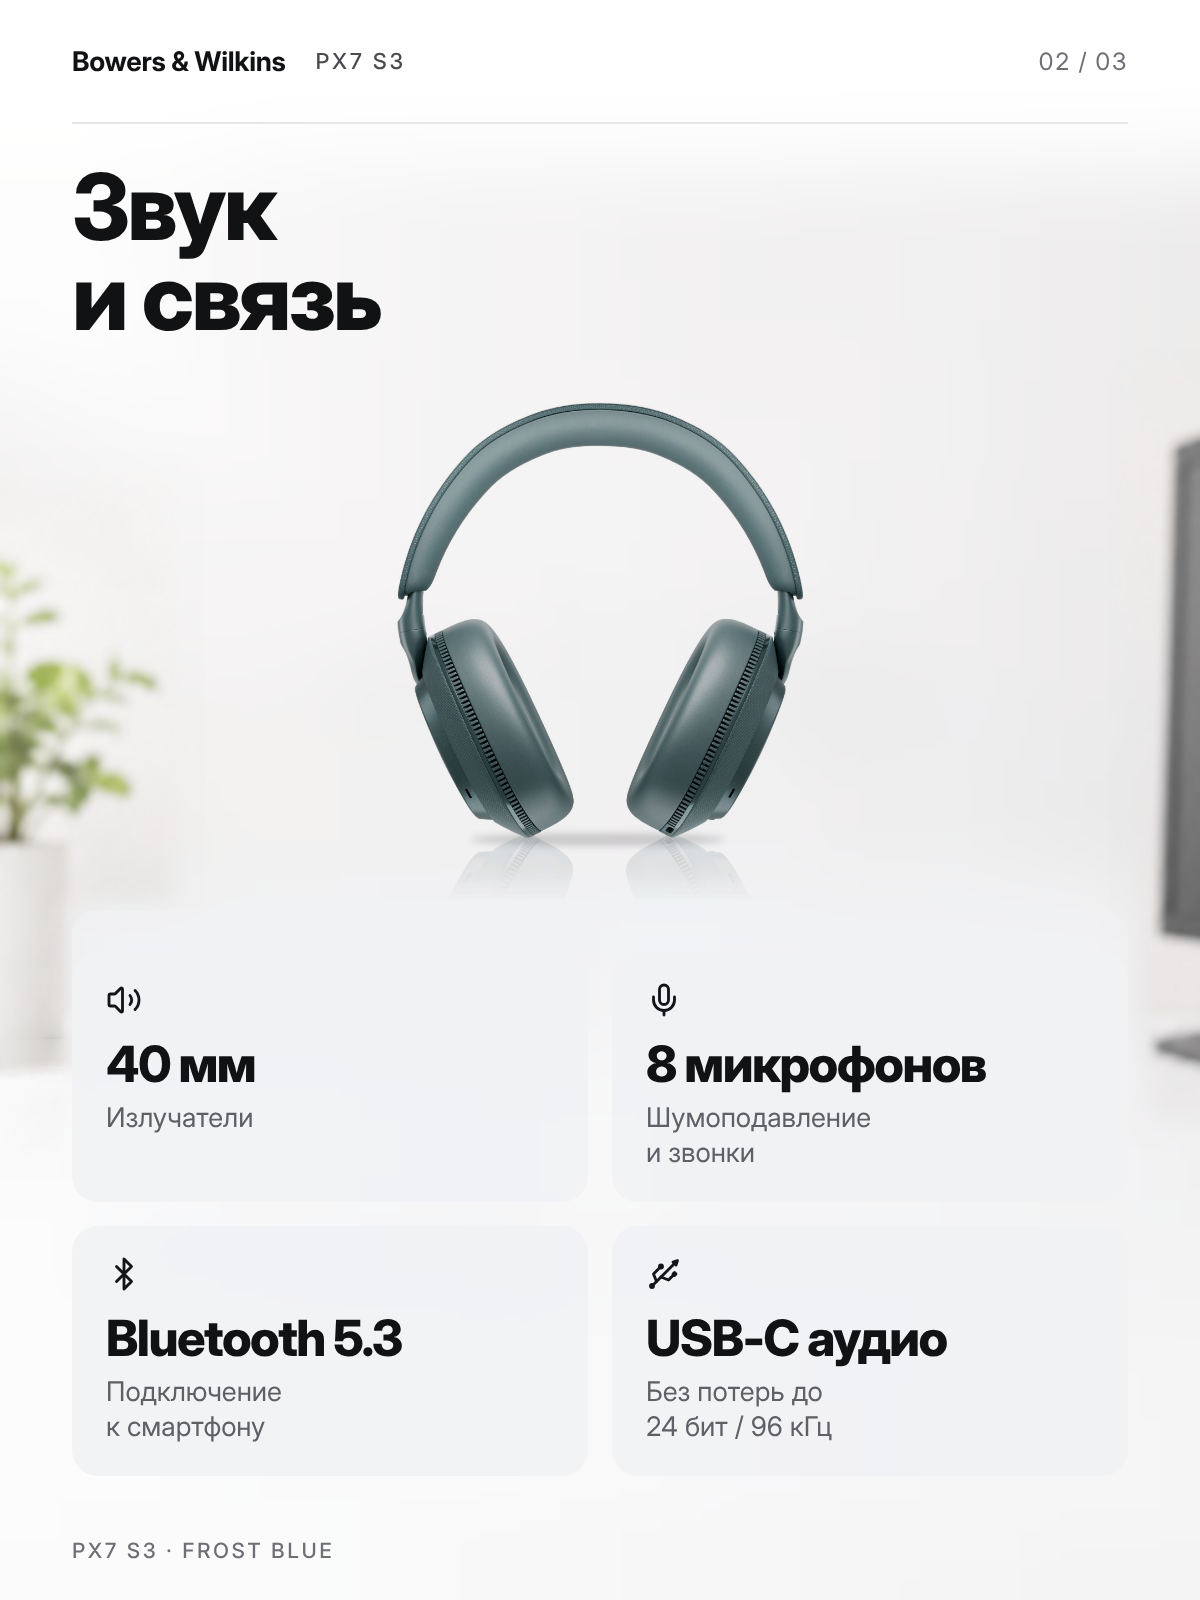 Bowers & Wilkins PX7 S3 02 / 03
Звук
и связь
40 мм
Излучатели
8 микрофонов
Шумоподавление
и звонки
Bluetooth 5.3
Подключение
к смартфону
USB-C аудио
Без потерь до
24 бит / 96 кГц
PX7 S3 · FROST BLUE